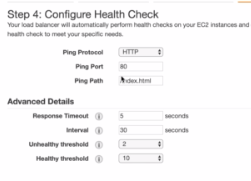 Step 4: Configure Health Check
Your load balancer will automatically perform health checks on your EC2 instances and
health check to meet your specific needs.
Ping Protocol HTTP
Ping Port 80
Ping Path /index.html
Advanced Details
Response Timeout i 5 seconds
Interval i 30 seconds
Unhealthy threshold i 2
Healthy threshold i 10